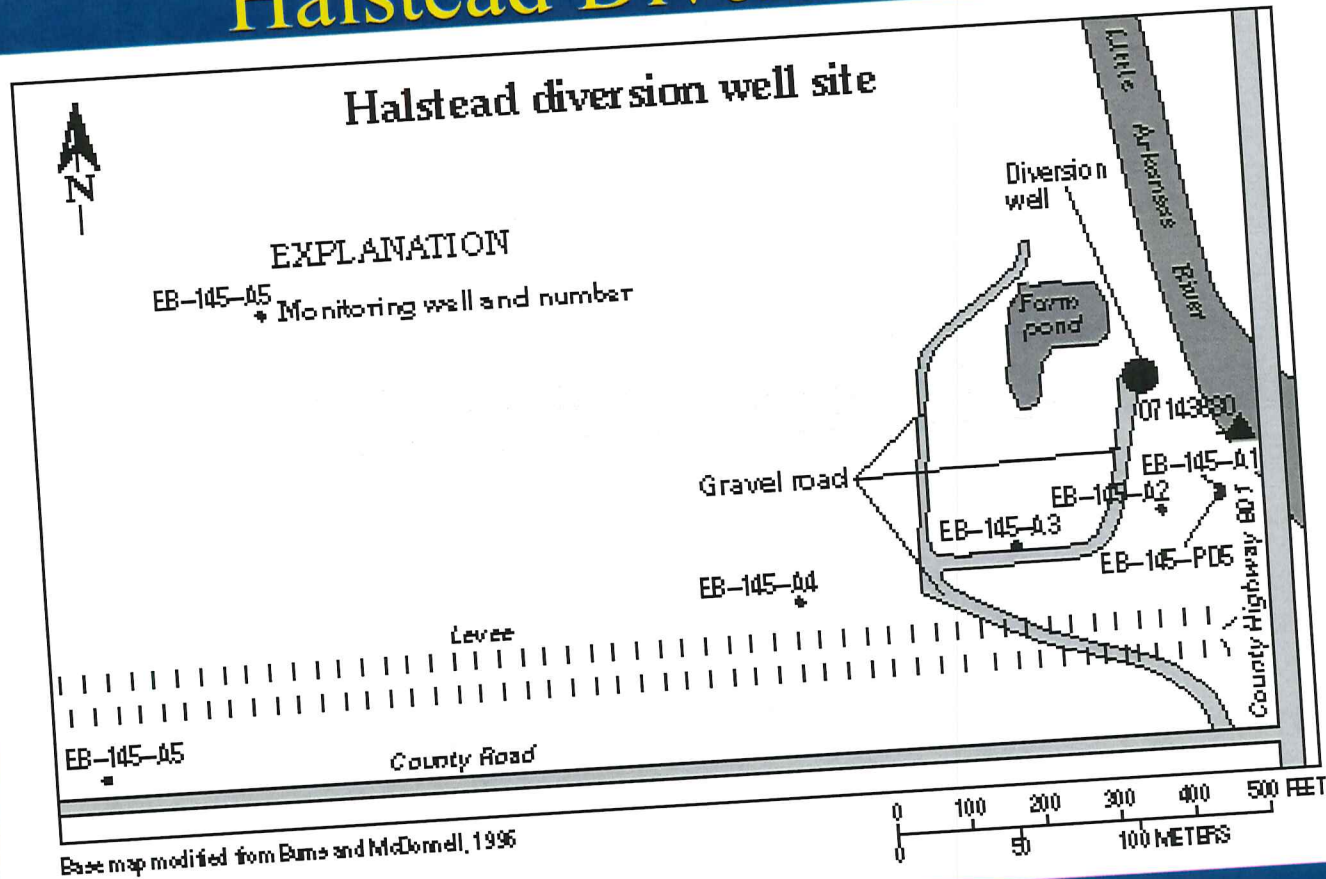 Halstead Dive
Halstead diversion well site
N
EXPLANATION
EB-145-A5 Monitoring well and number
Little Arkansas River
Diversion
well
Farm
pond
07143880
EB-145-A1
Gravel road
EB-145-A2
EB-145-A3
EB-145-PD5
County Highway 801
EB-145-A4
Levee
EB-145-A5
County Road
0 100 200 300 400 500 FEET
0 50 100 METERS
Base map modified from Burns and McDonnell, 1996